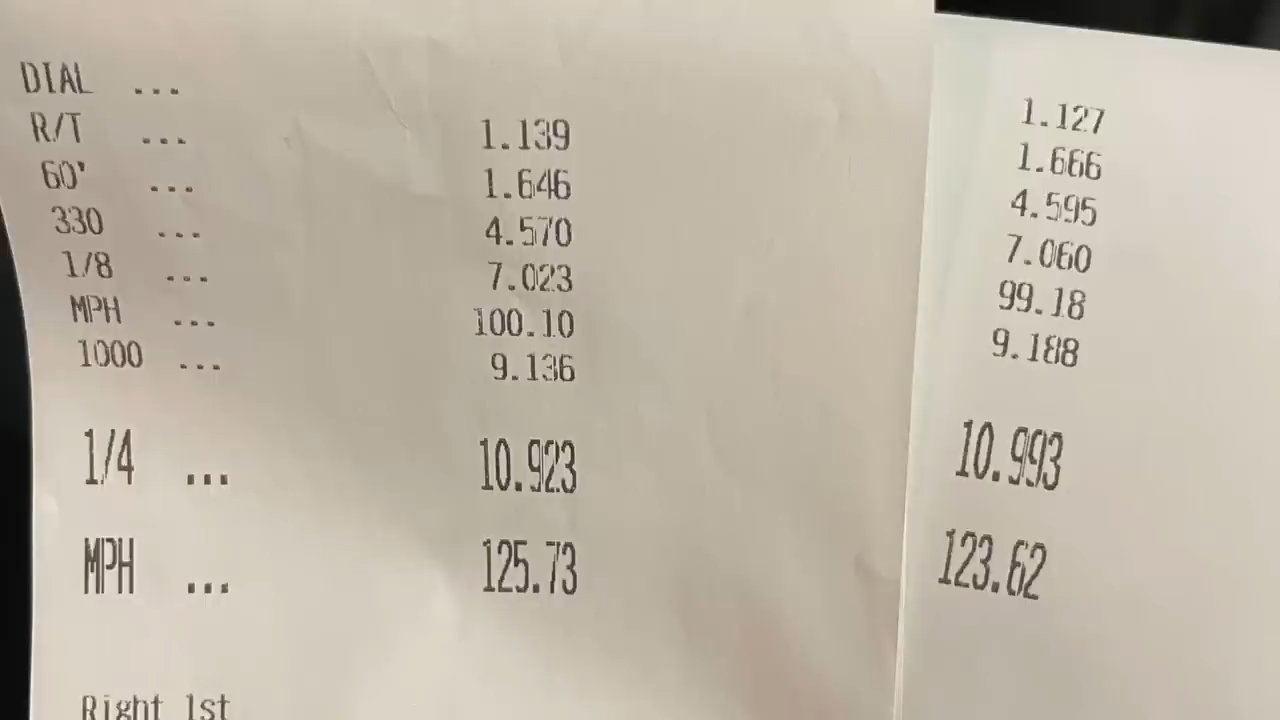 DIAL ...
R/T ... 1.139 1.127
60' ... 1.646 1.666
330 ... 4.570 4.595
1/8 ... 7.023 7.060
MPH ... 100.10 99.18
1000 ... 9.136 9.188
1/4 ... 10.923 10.993
MPH ... 125.73 123.62
Right 1st